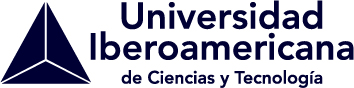 Universidad
Iberoamericana
de Ciencias y Tecnología